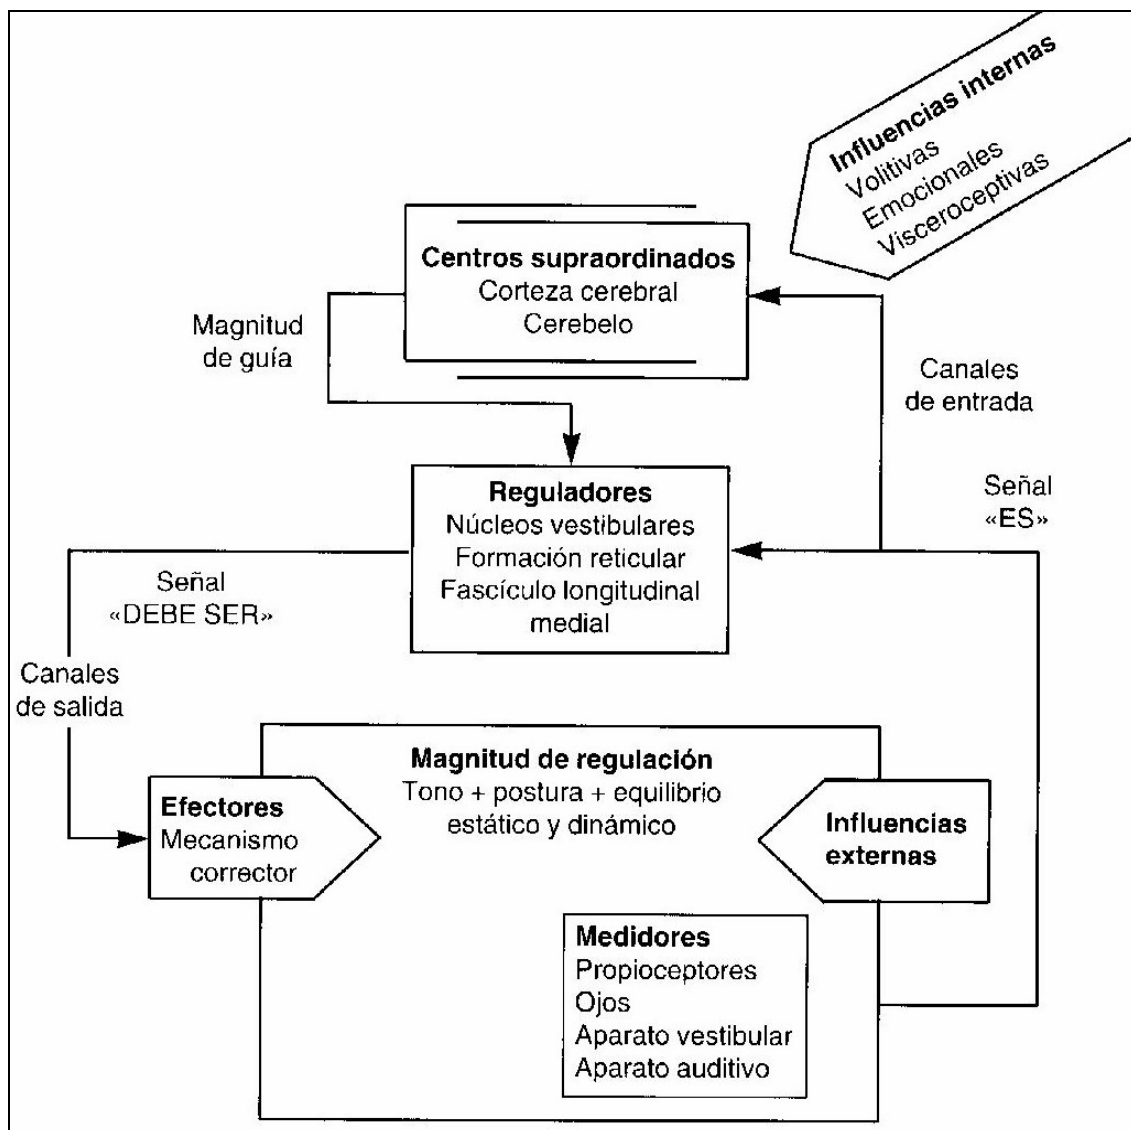 Influencias internas
Volitivas
Emocionales
Visceroceptivas
Centros supraordinados
Corteza cerebral
Cerebelo
Magnitud
de guía
Canales
de entrada
Reguladores
Núcleos vestibulares
Formación reticular
Fascículo longitudinal
medial
Señal
«ES»
Señal
«DEBE SER»
Canales
de salida
Magnitud de regulación
Tono + postura + equilibrio
estático y dinámico
Efectores
Mecanismo
corrector
Influencias
externas
Medidores
Propioceptores
Ojos
Aparato vestibular
Aparato auditivo